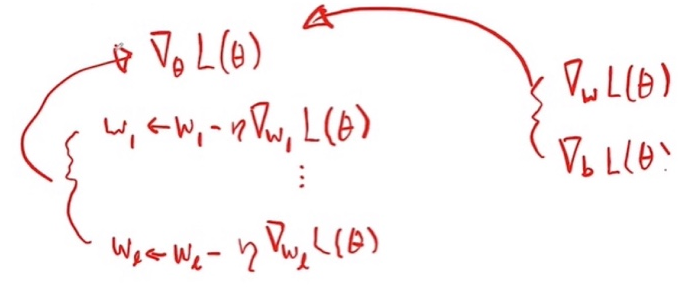 ∇θ L(θ)
w₁ ← w₁ - η ∇w₁ L(θ)
⋮
wℓ ← wℓ - η ∇wℓ L(θ)
∇w L(θ)
∇b L(θ)